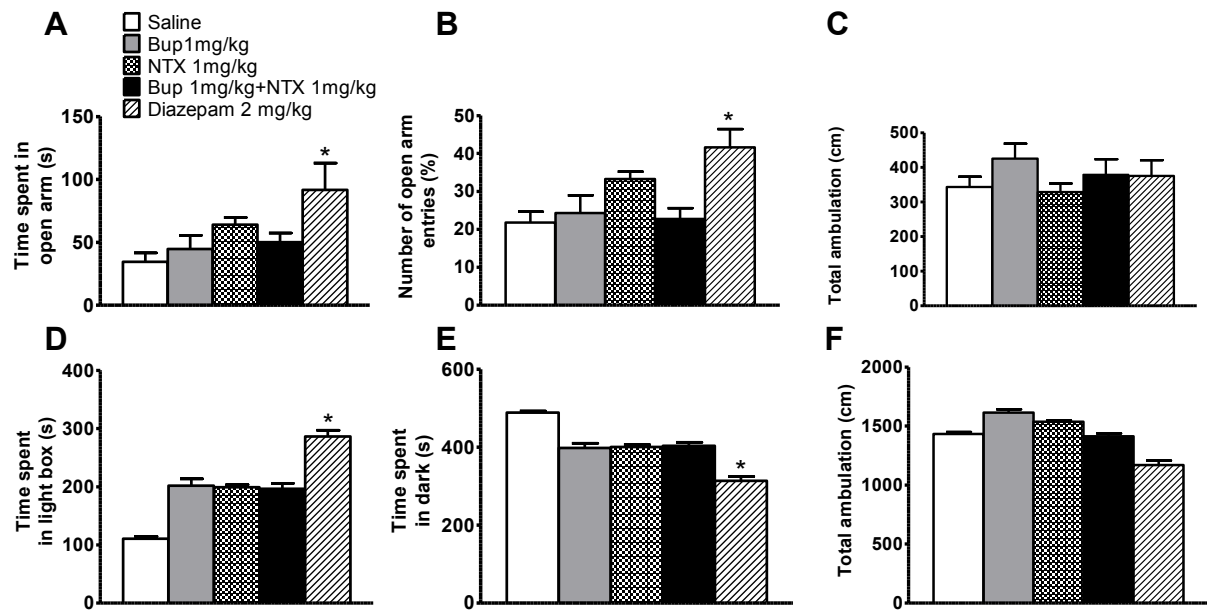 A
Saline
Bup1mg/kg
NTX 1mg/kg
Bup 1mg/kg+NTX 1mg/kg
Diazepam 2 mg/kg
Time spent in
open arm (s)
150
100
50
0
*
B
Number of open arm
entries (%)
50
40
30
20
10
0
*
C
Total ambulation (cm)
500
400
300
200
100
0
D
Time spent
in light box (s)
400
300
200
100
0
*
E
Time spent
in dark (s)
600
400
200
0
*
F
Total ambulation (cm)
2000
1500
1000
500
0